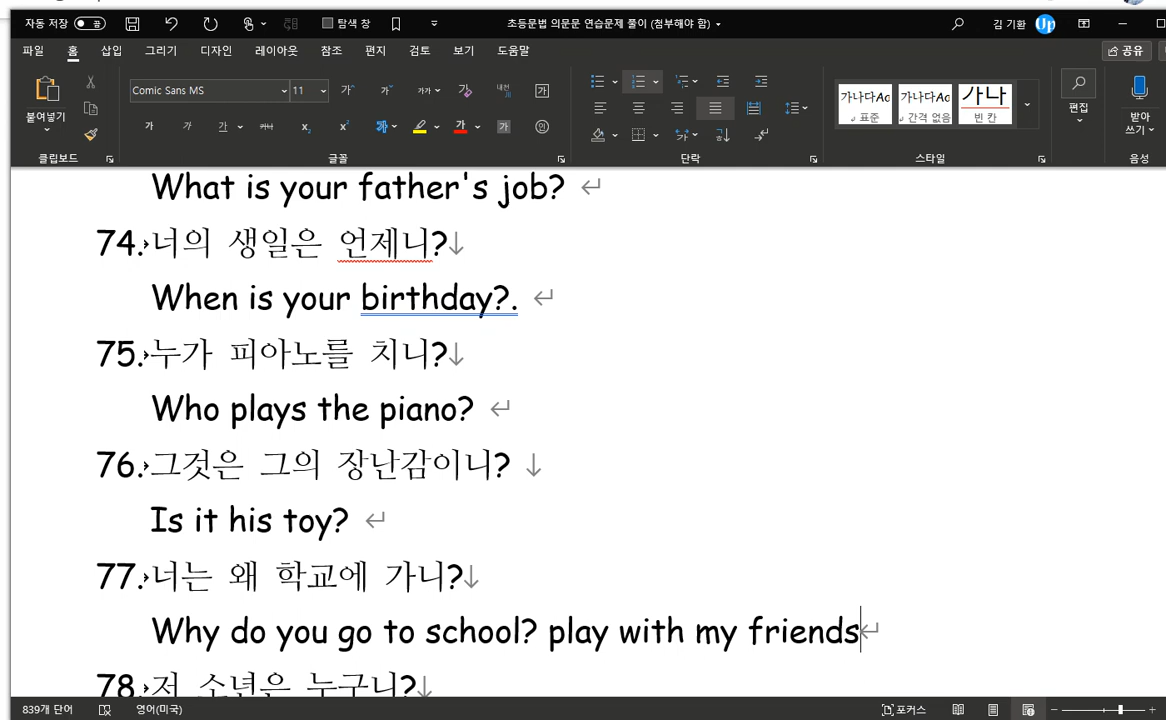 자동 저장 끔 탐색 창 초등문법 의문문 연습문제 풀이 (첨부해야 함) 김 기환 Up
파일 홈 삽입 그리기 디자인 레이아웃 참조 편지 검토 보기 도움말 공유
붙여넣기 Comic Sans MS 11 가나다Aa 가나다Aa 가나 편집 받아쓰기
표준 간격 없음 빈 칸
클립보드 글꼴 단락 스타일 음성
What is your father's job?
74. 너의 생일은 언제니?
When is your birthday?.
75. 누가 피아노를 치니?
Who plays the piano?
76. 그것은 그의 장난감이니?
Is it his toy?
77. 너는 왜 학교에 가니?
Why do you go to school? play with my friends
78. 저 소년은 누구니?
839개 단어 영어(미국) 포커스